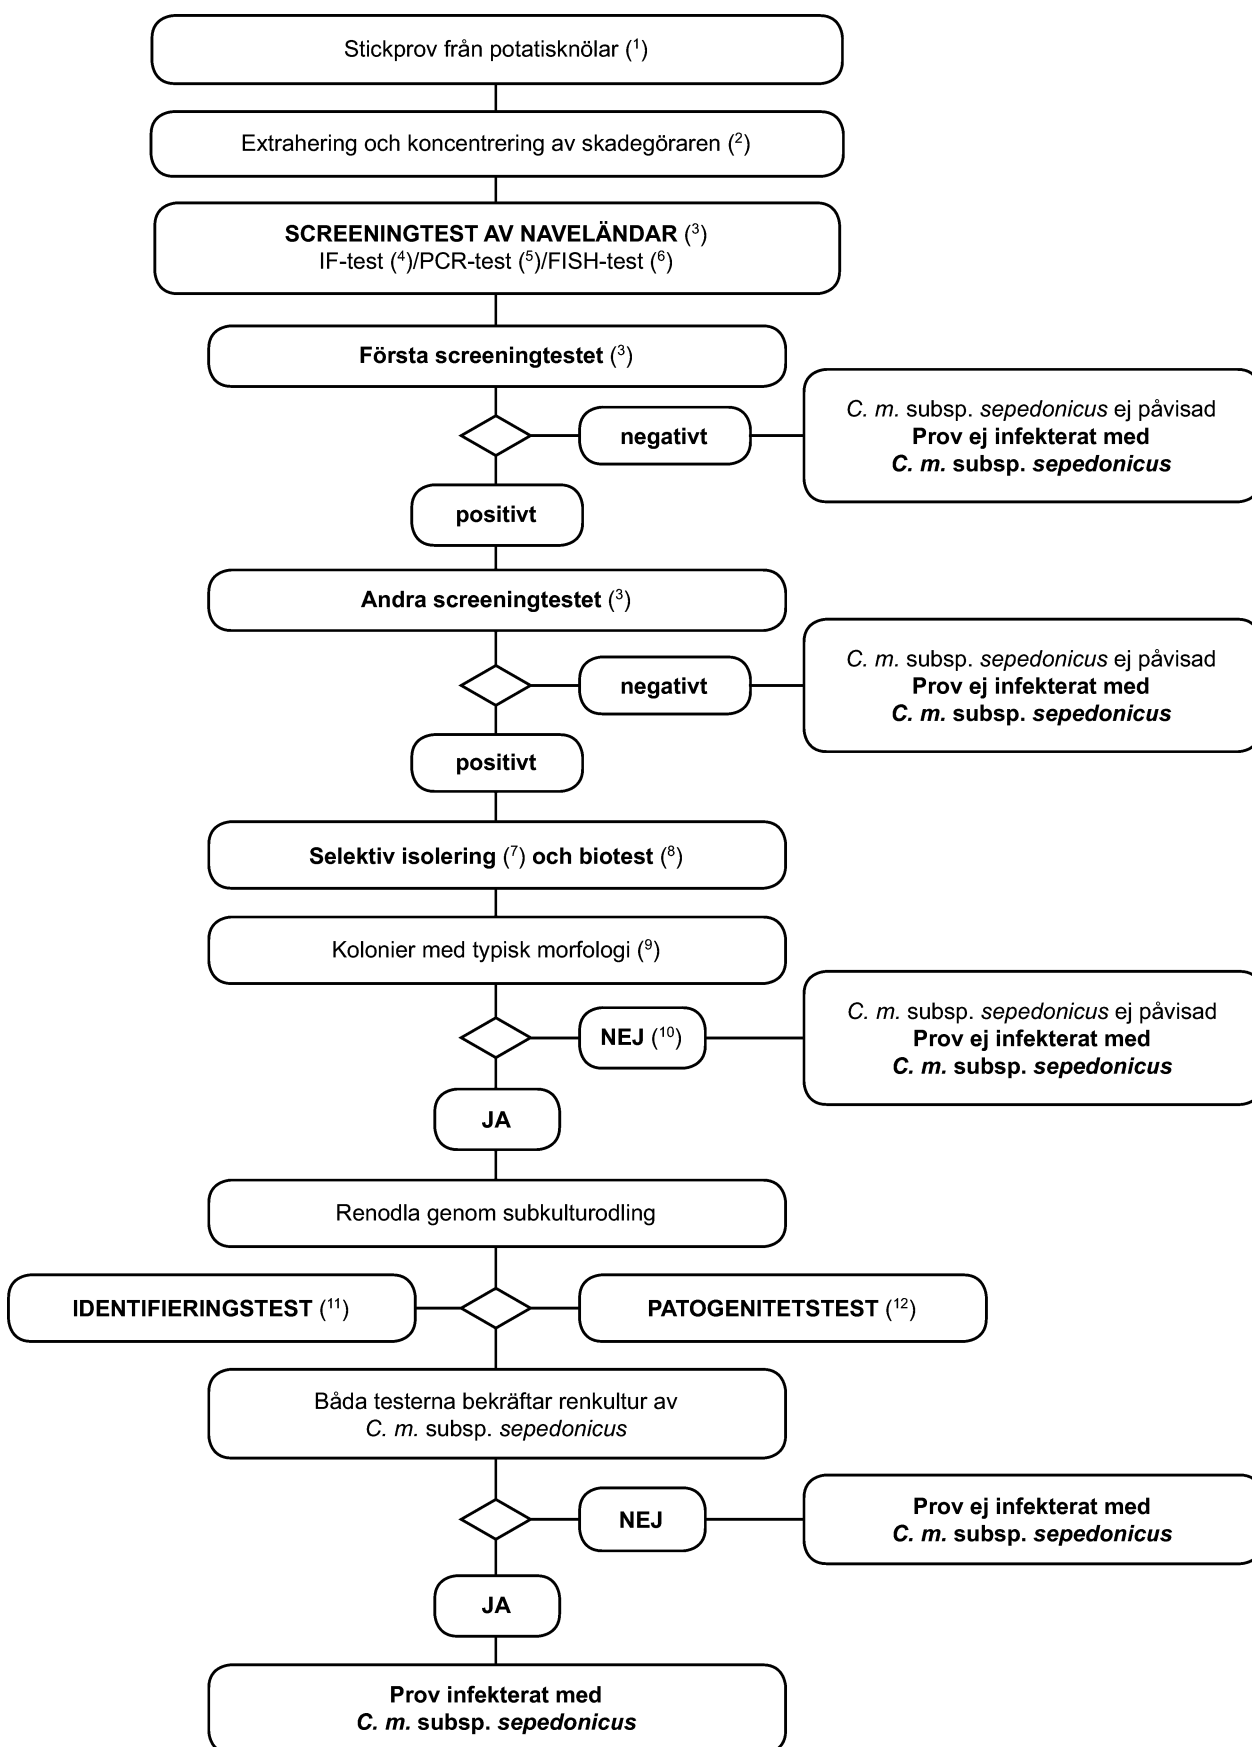 Stickprov från potatisknölar (¹)
Extrahering och koncentrering av skadegöraren (²)
SCREENINGTEST AV NAVELÄNDAR (³)
IF-test (⁴)/PCR-test (⁵)/FISH-test (⁶)
Första screeningtestet (³)
negativt
C. m. subsp. sepedonicus ej påvisad
Prov ej infekterat med
C. m. subsp. sepedonicus
positivt
Andra screeningtestet (³)
negativt
C. m. subsp. sepedonicus ej påvisad
Prov ej infekterat med
C. m. subsp. sepedonicus
positivt
Selektiv isolering (⁷) och biotest (⁸)
Kolonier med typisk morfologi (⁹)
NEJ (¹⁰)
C. m. subsp. sepedonicus ej påvisad
Prov ej infekterat med
C. m. subsp. sepedonicus
JA
Renodla genom subkulturodling
IDENTIFIERINGSTEST (¹¹)
PATOGENITETSTEST (¹²)
Båda testerna bekräftar renkultur av
C. m. subsp. sepedonicus
NEJ
Prov ej infekterat med
C. m. subsp. sepedonicus
JA
Prov infekterat med
C. m. subsp. sepedonicus